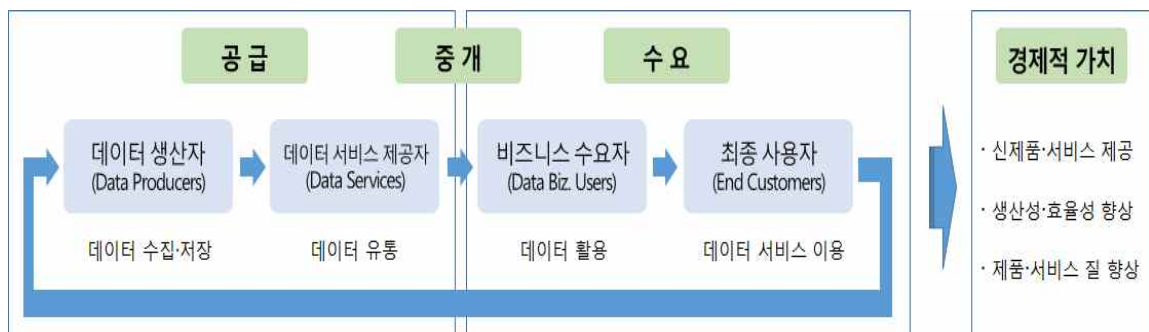 공 급
중 개
수 요
경제적 가치
데이터 생산자
(Data Producers)
데이터 서비스 제공자
(Data Services)
비즈니스 수요자
(Data Biz. Users)
최종 사용자
(End Customers)
데이터 수집·저장
데이터 유통
데이터 활용
데이터 서비스 이용
· 신제품·서비스 제공
· 생산성·효율성 향상
· 제품·서비스 질 향상